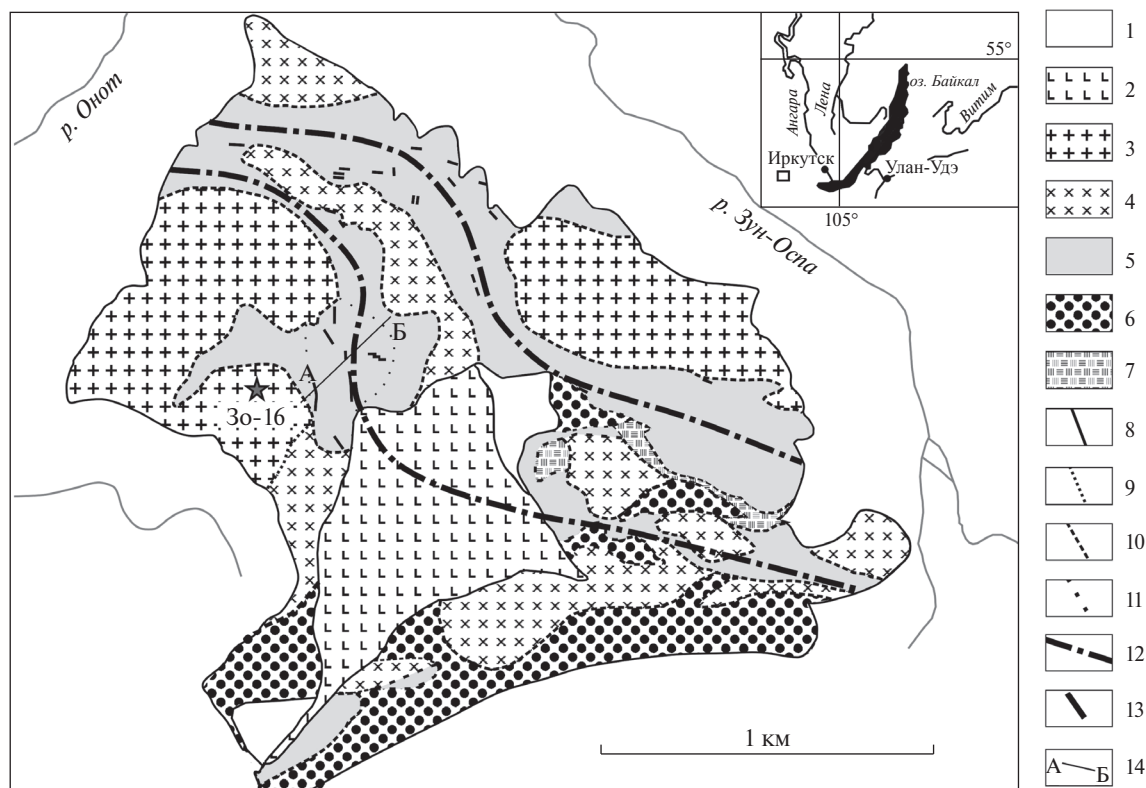 р. Онот
р. Зун-Оспа
55°
оз. Байкал
Ангара
Лена
Витим
Иркутск
Улан-Удэ
105°
Б
А
Зо-16
1 км
1
2
3
4
5
6
7
8
9
10
11
12
13
А Б 14